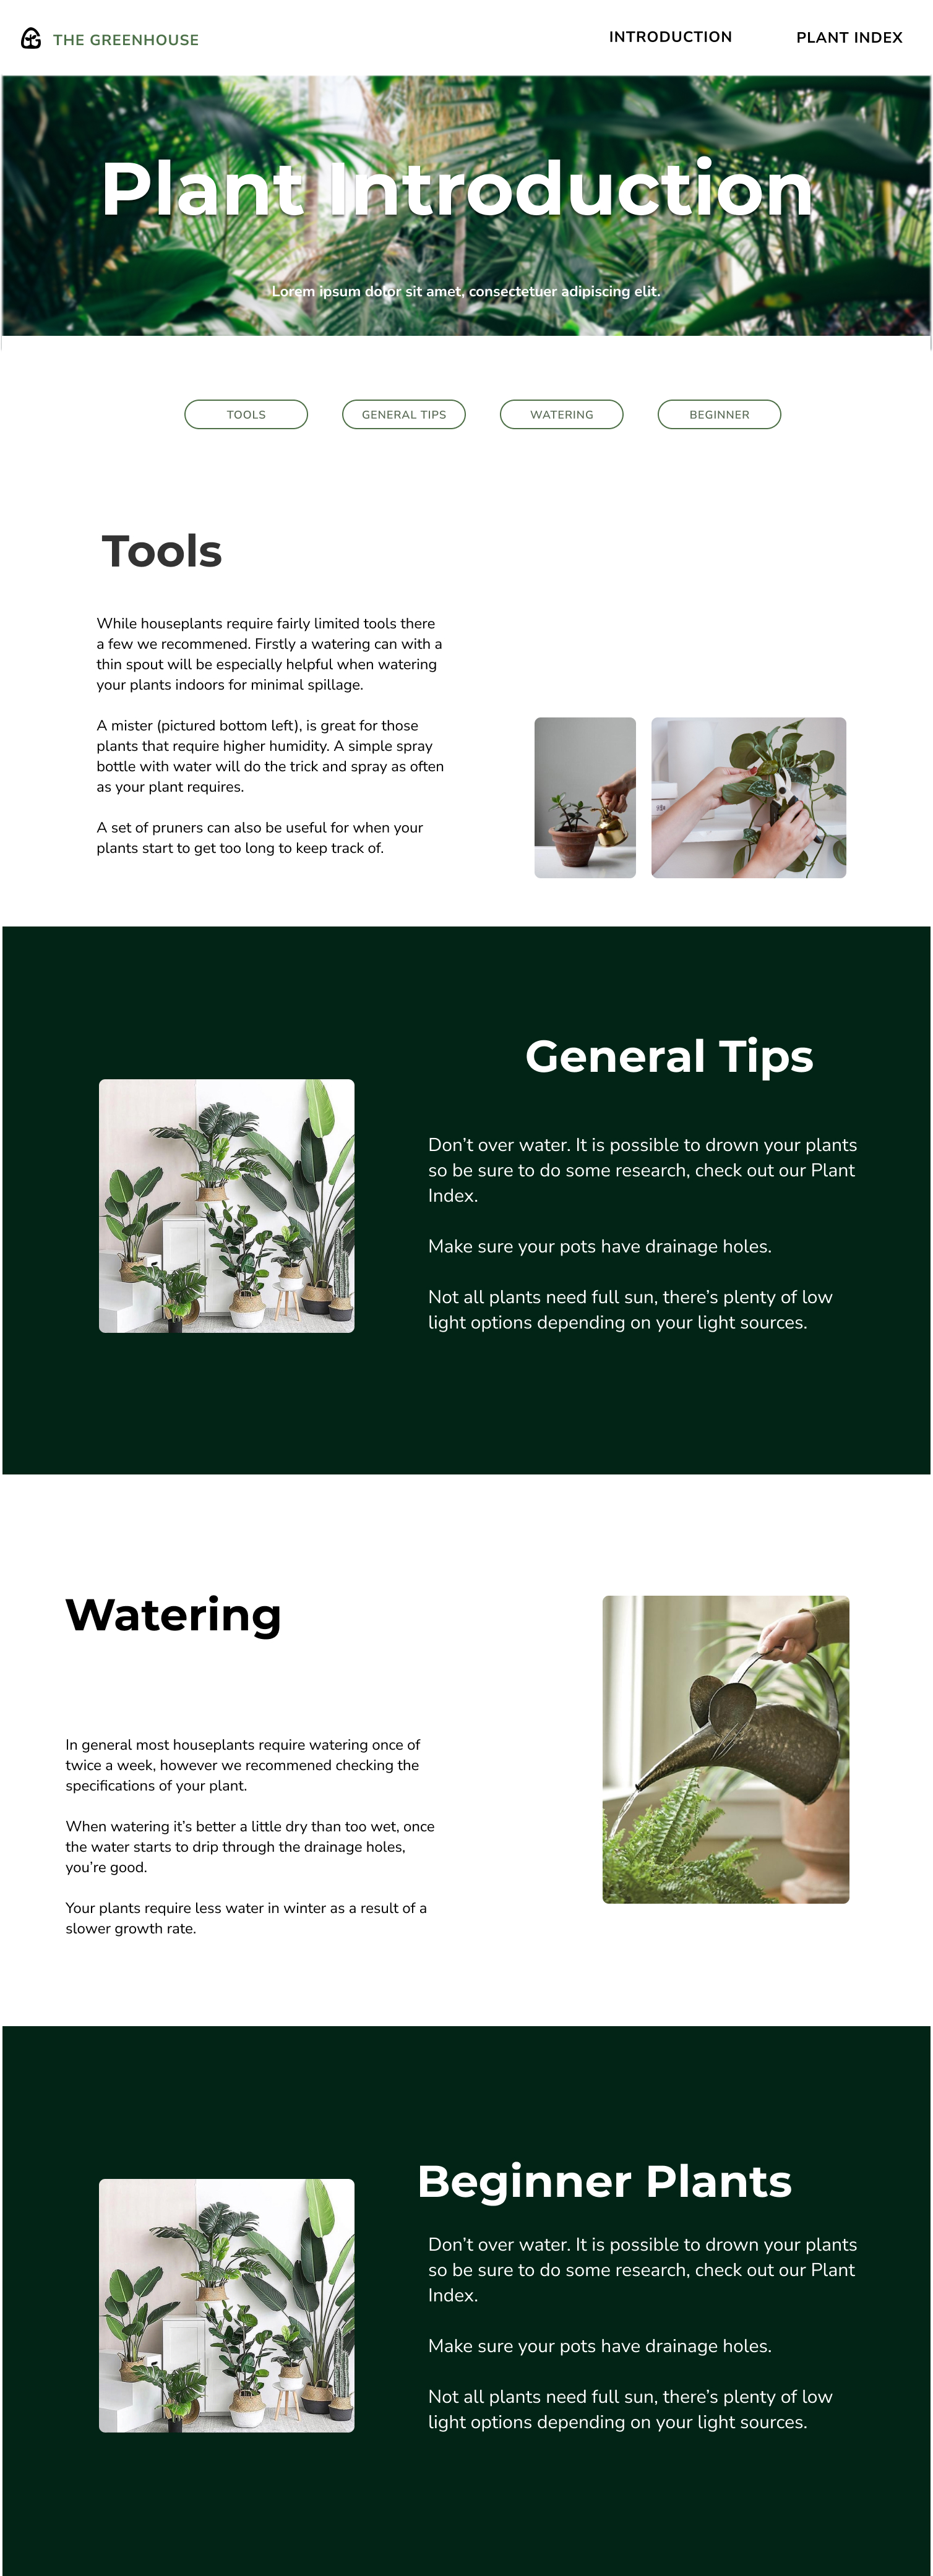 THE GREENHOUSE
INTRODUCTION
PLANT INDEX
Plant Introduction
Lorem ipsum dolor sit amet, consectetuer adipiscing elit.
TOOLS
GENERAL TIPS
WATERING
BEGINNER
Tools
While houseplants require fairly limited tools there
a few we recommened. Firstly a watering can with a
thin spout will be especially helpful when watering
your plants indoors for minimal spillage.
A mister (pictured bottom left), is great for those
plants that require higher humidity. A simple spray
bottle with water will do the trick and spray as often
as your plant requires.
A set of pruners can also be useful for when your
plants start to get too long to keep track of.
General Tips
Don't over water. It is possible to drown your plants
so be sure to do some research, check out our Plant
Index.
Make sure your pots have drainage holes.
Not all plants need full sun, there's plenty of low
light options depending on your light sources.
Watering
In general most houseplants require watering once of
twice a week, however we recommened checking the
specifications of your plant.
When watering it's better a little dry than too wet, once
the water starts to drip through the drainage holes,
you're good.
Your plants require less water in winter as a result of a
slower growth rate.
Beginner Plants
Don't over water. It is possible to drown your plants
so be sure to do some research, check out our Plant
Index.
Make sure your pots have drainage holes.
Not all plants need full sun, there's plenty of low
light options depending on your light sources.